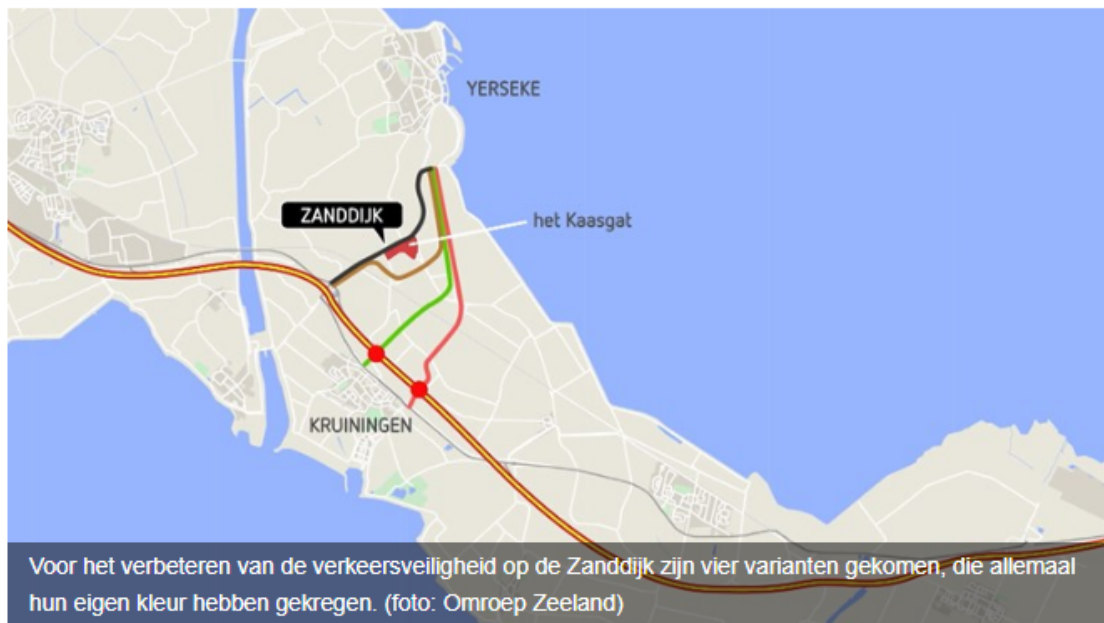 YERSEKE
ZANDDIJK
het Kaasgat
KRUININGEN
Voor het verbeteren van de verkeersveiligheid op de Zanddijk zijn vier varianten gekomen, die allemaal
hun eigen kleur hebben gekregen. (foto: Omroep Zeeland)